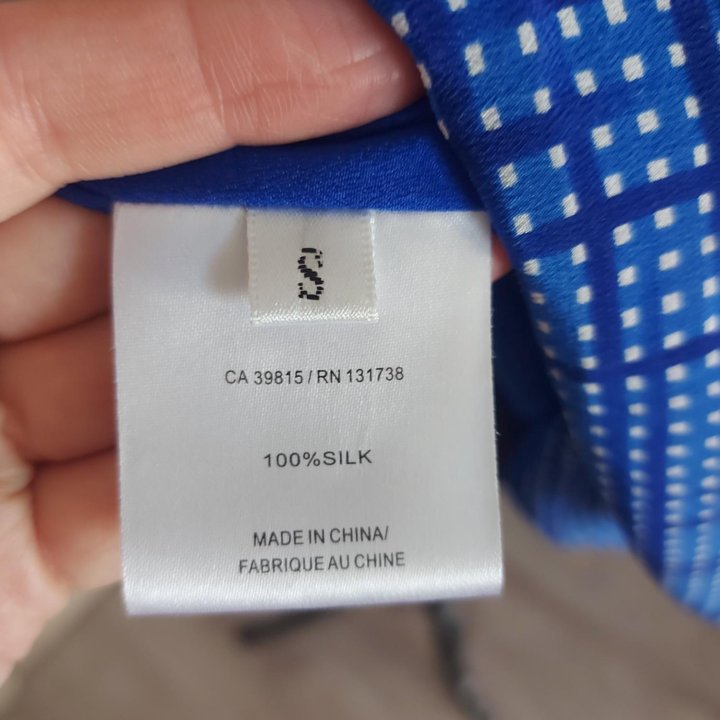 S
CA 39815 / RN 131738
100%SILK
MADE IN CHINA/
FABRIQUE AU CHINE